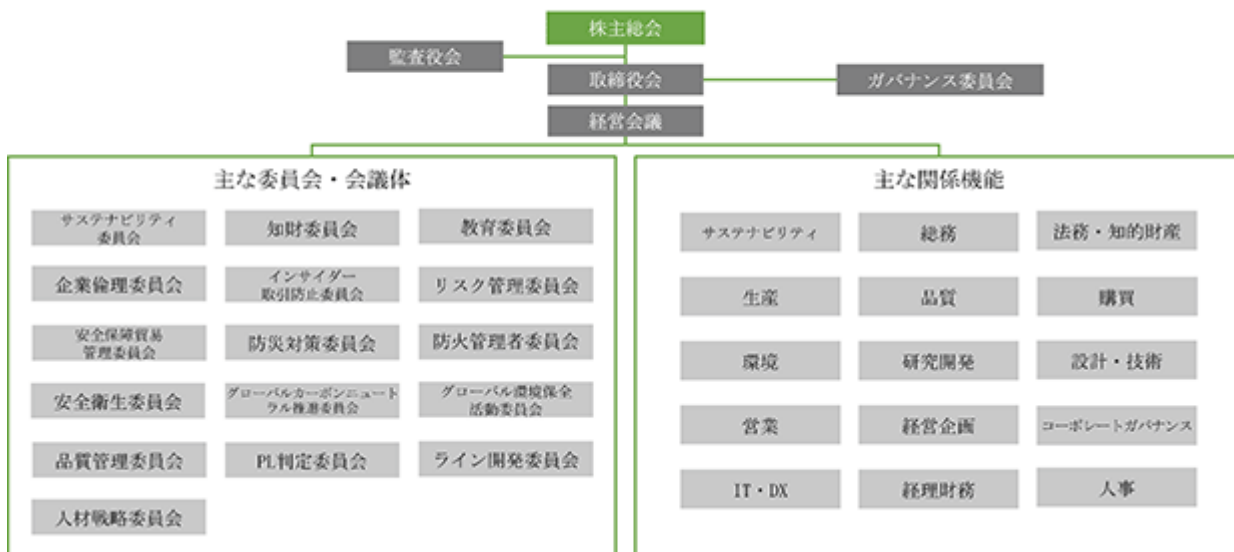 株主総会
監査役会
取締役会
ガバナンス委員会
経営会議
主な委員会・会議体
サステナビリティ
委員会
知財委員会
教育委員会
企業倫理委員会
インサイダー
取引防止委員会
リスク管理委員会
安全保障貿易
管理委員会
防災対策委員会
防火管理者委員会
安全衛生委員会
グローバルカーボンニュート
ラル推進委員会
グローバル環境保全
活動委員会
品質管理委員会
PL判定委員会
ライン開発委員会
人材戦略委員会
主な関係機能
サステナビリティ
総務
法務・知的財産
生産
品質
購買
環境
研究開発
設計・技術
営業
経営企画
コーポレートガバナンス
IT・DX
経理財務
人事